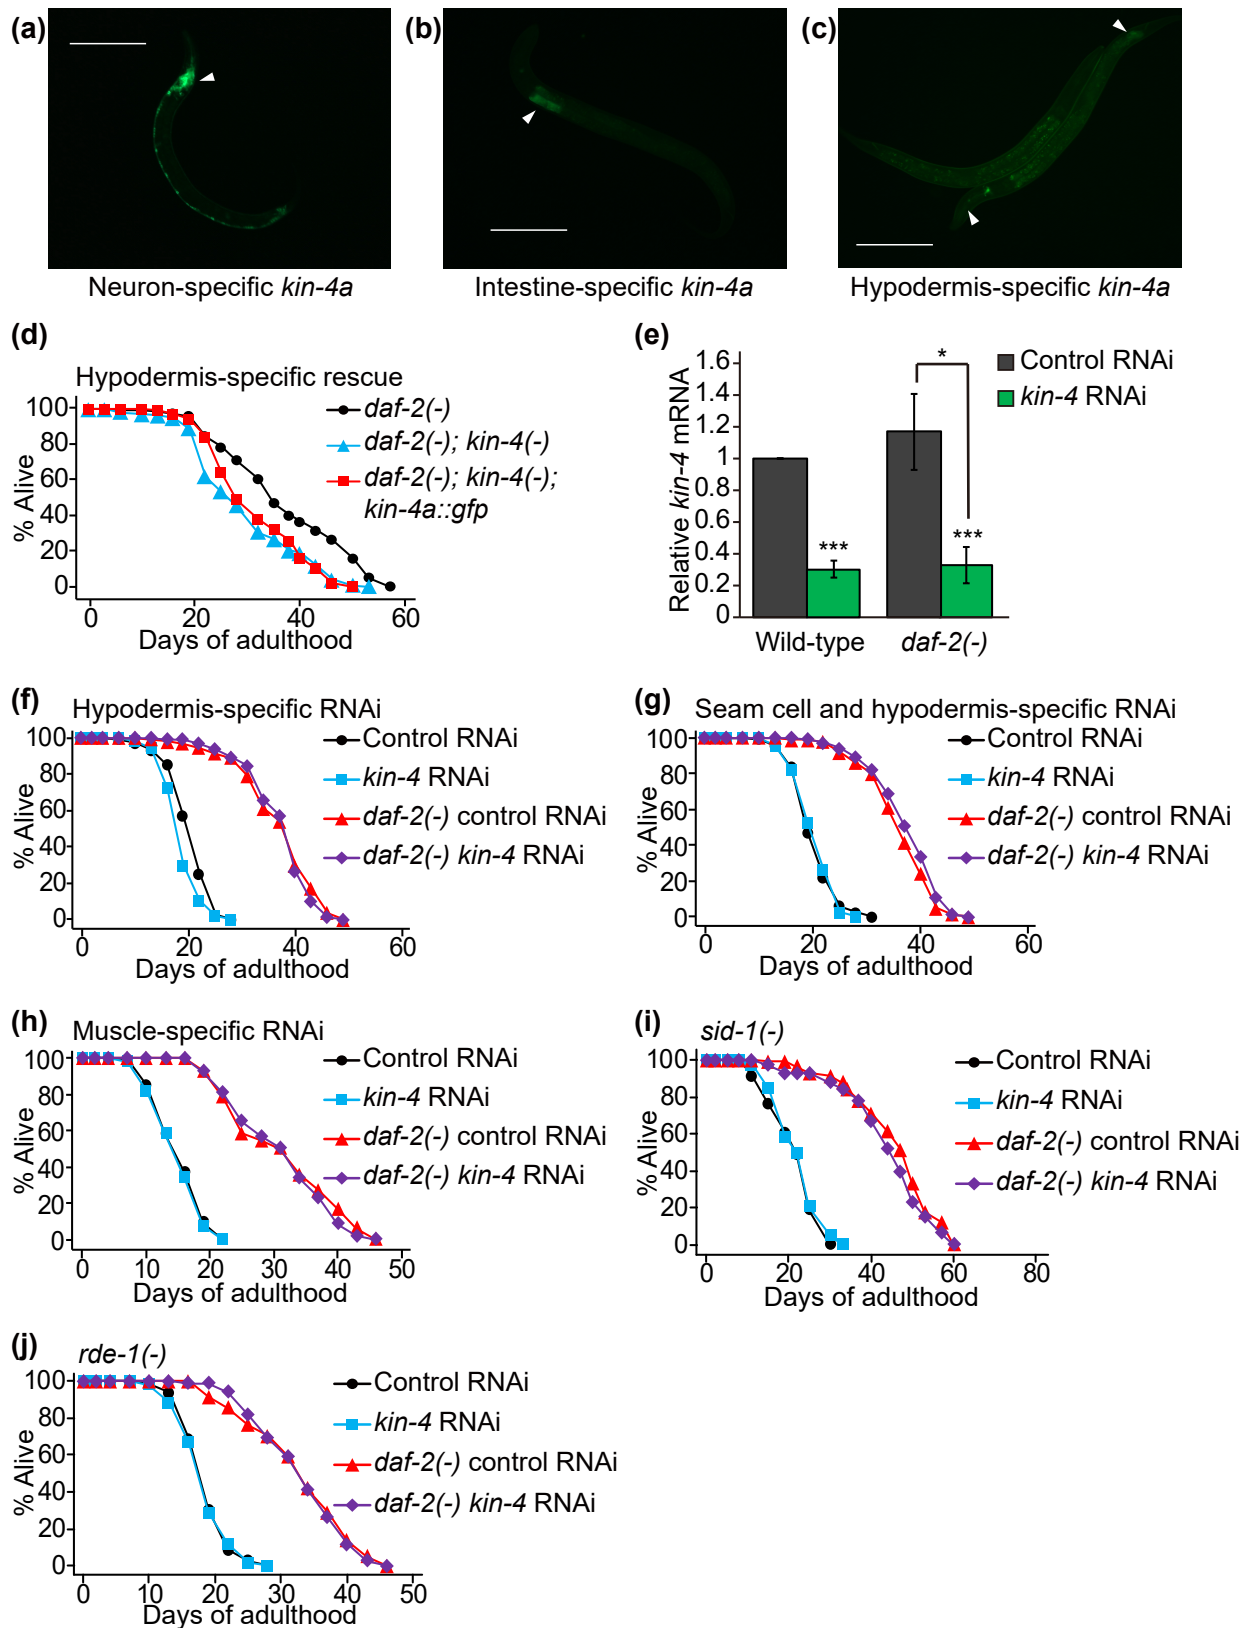 (a)
(b)
(c)
Neuron-specific kin-4a
Intestine-specific kin-4a
Hypodermis-specific kin-4a
(d)
Hypodermis-specific rescue
100
80
60
40
20
0
% Alive
0 20 40 60
Days of adulthood
daf-2(-)
daf-2(-); kin-4(-)
daf-2(-); kin-4(-);
kin-4a::gfp
(e)
1.6
1.4
1.2
1
0.8
0.6
0.4
0.2
0
Relative kin-4 mRNA
*
***
***
Wild-type daf-2(-)
Control RNAi
kin-4 RNAi
(f)
Hypodermis-specific RNAi
100
80
60
40
20
0
% Alive
0 20 40 60
Days of adulthood
Control RNAi
kin-4 RNAi
daf-2(-) control RNAi
daf-2(-) kin-4 RNAi
(g)
Seam cell and hypodermis-specific RNAi
100
80
60
40
20
0
% Alive
0 20 40 60
Days of adulthood
Control RNAi
kin-4 RNAi
daf-2(-) control RNAi
daf-2(-) kin-4 RNAi
(h)
Muscle-specific RNAi
100
80
60
40
20
0
% Alive
0 10 20 30 40 50
Days of adulthood
Control RNAi
kin-4 RNAi
daf-2(-) control RNAi
daf-2(-) kin-4 RNAi
(i)
sid-1(-)
100
80
60
40
20
0
% Alive
0 20 40 60 80
Days of adulthood
Control RNAi
kin-4 RNAi
daf-2(-) control RNAi
daf-2(-) kin-4 RNAi
(j)
rde-1(-)
100
80
60
40
20
0
% Alive
0 10 20 30 40 50
Days of adulthood
Control RNAi
kin-4 RNAi
daf-2(-) control RNAi
daf-2(-) kin-4 RNAi